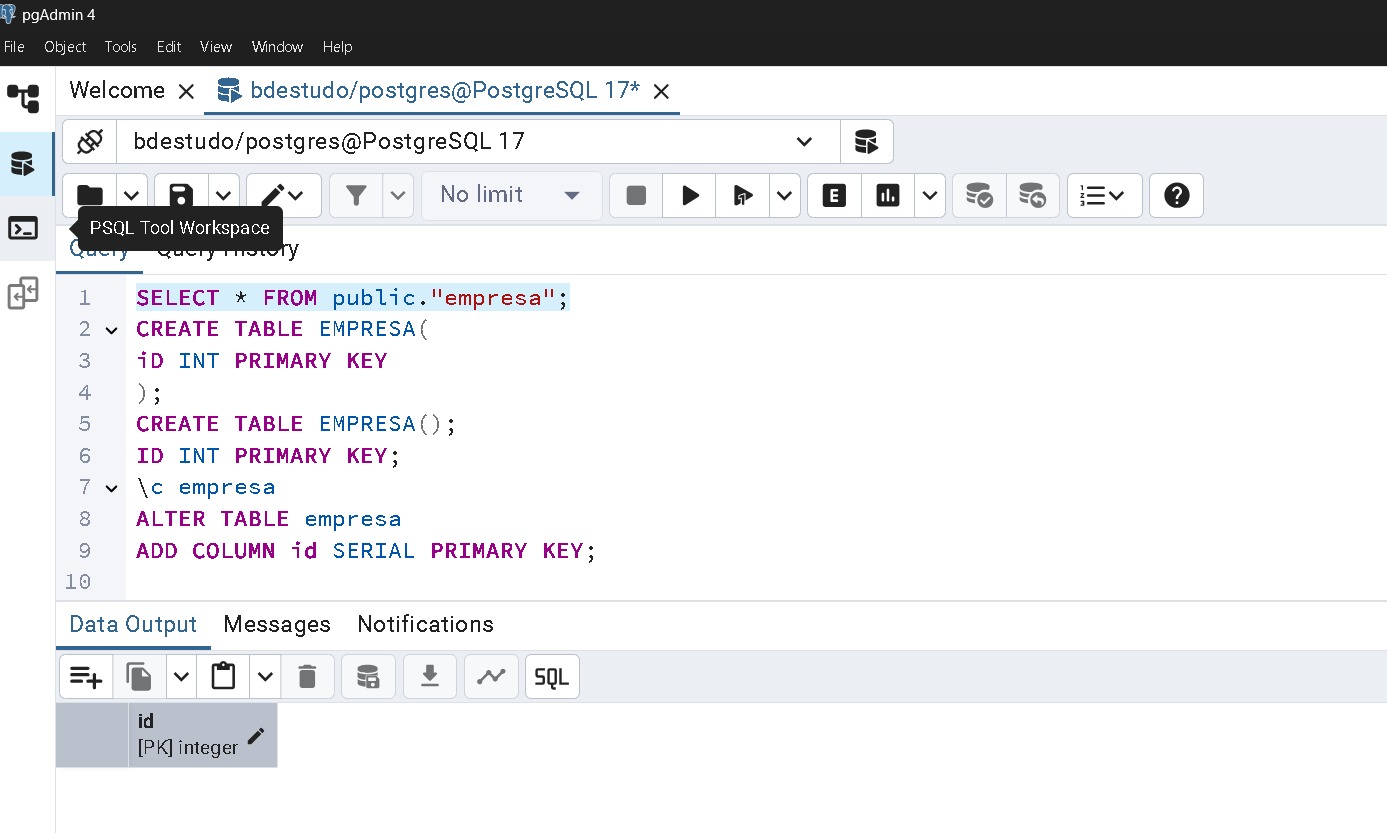 pgAdmin 4
File Object Tools Edit View Window Help
Welcome bdestudo/postgres@PostgreSQL 17*
bdestudo/postgres@PostgreSQL 17
No limit
E
PSQL Tool Workspace
Query Query History
1 SELECT * FROM public."empresa";
2 CREATE TABLE EMPRESA(
3 iD INT PRIMARY KEY
4 );
5 CREATE TABLE EMPRESA();
6 ID INT PRIMARY KEY;
7 \c empresa
8 ALTER TABLE empresa
9 ADD COLUMN id SERIAL PRIMARY KEY;
10
Data Output Messages Notifications
SQL
id
[PK] integer